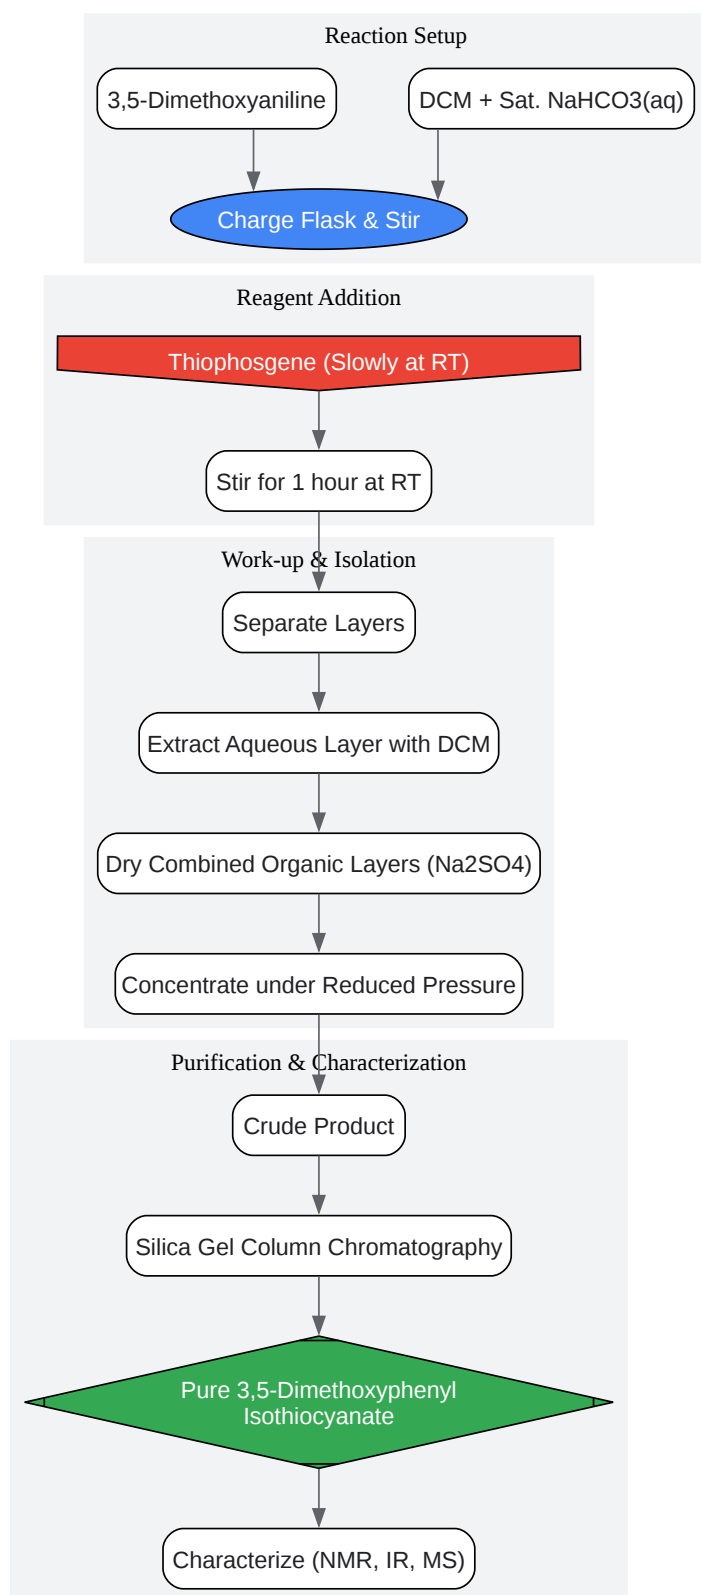 Reaction Setup
3,5-Dimethoxyaniline
DCM + Sat. NaHCO3(aq)
Charge Flask & Stir
Reagent Addition
Thiophosgene (Slowly at RT)
Stir for 1 hour at RT
Work-up & Isolation
Separate Layers
Extract Aqueous Layer with DCM
Dry Combined Organic Layers (Na2SO4)
Concentrate under Reduced Pressure
Purification & Characterization
Crude Product
Silica Gel Column Chromatography
Pure 3,5-Dimethoxyphenyl
Isothiocyanate
Characterize (NMR, IR, MS)